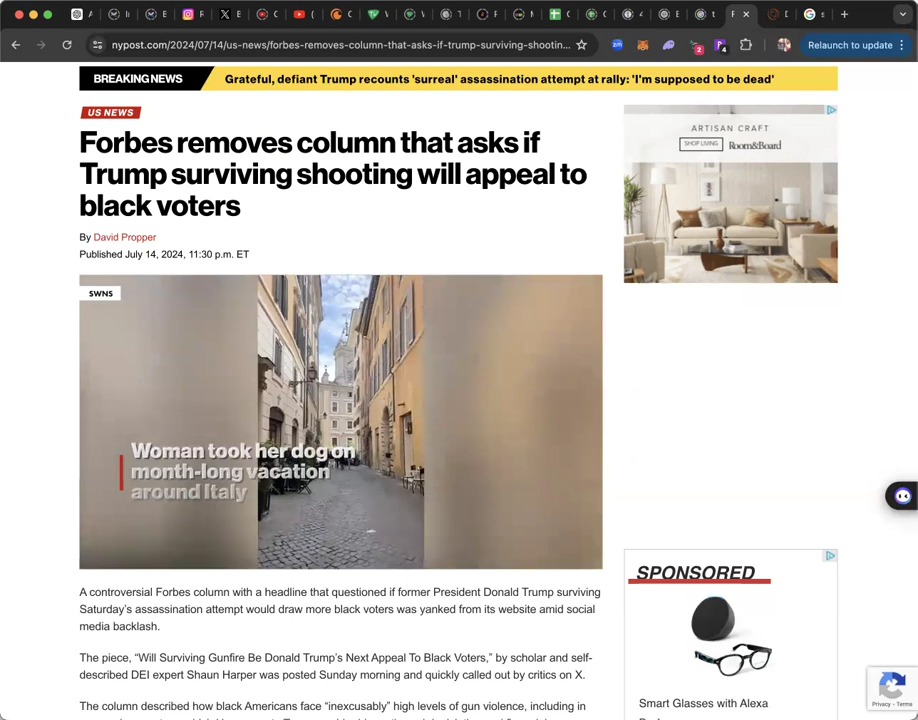 nypost.com/2024/07/14/us-news/forbes-removes-column-that-asks-if-trump-surviving-shootin...
Relaunch to update
BREAKING NEWS
Grateful, defiant Trump recounts 'surreal' assassination attempt at rally: 'I'm supposed to be dead'
US NEWS
Forbes removes column that asks if
Trump surviving shooting will appeal to
black voters
By David Propper
Published July 14, 2024, 11:30 p.m. ET
SWNS
Woman took her dog on
month-long vacation
around Italy
A controversial Forbes column with a headline that questioned if former President Donald Trump surviving
Saturday's assassination attempt would draw more black voters was yanked from its website amid social
media backlash.
The piece, “Will Surviving Gunfire Be Donald Trump’s Next Appeal To Black Voters,” by scholar and self-
described DEI expert Shaun Harper was posted Sunday morning and quickly called out by critics on X.
The column described how black Americans face “inexcusably” high levels of gun violence, including in
ARTISAN CRAFT
SHOP LIVING
Room&Board
SPONSORED
Smart Glasses with Alexa
Privacy - Terms